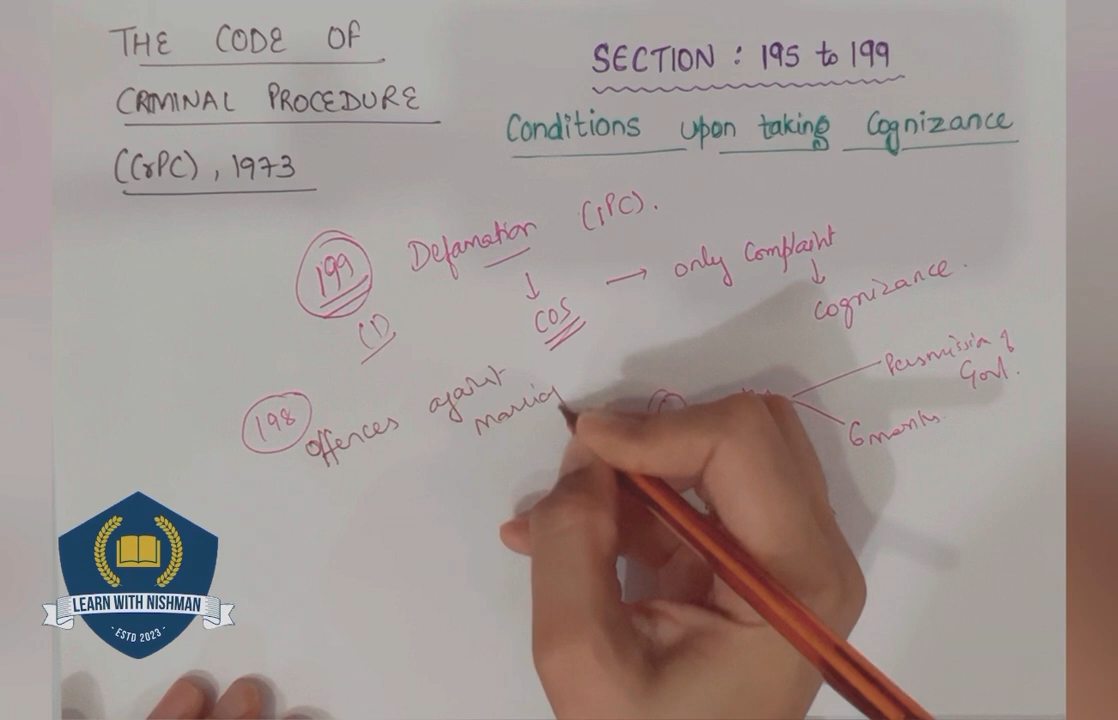 THE CODE OF
CRMINAL PROCEDURE
(CrPC), 1973
SECTION : 195 to 199
Conditions upon taking Cognizance
199 Defamation (IPC).
(1)
COS
only Complaint
Cognizance.
198 offences against
marriag
Permission of
Govt.
6 months.
LEARN WITH NISHMAN
- ESTD 2023 -